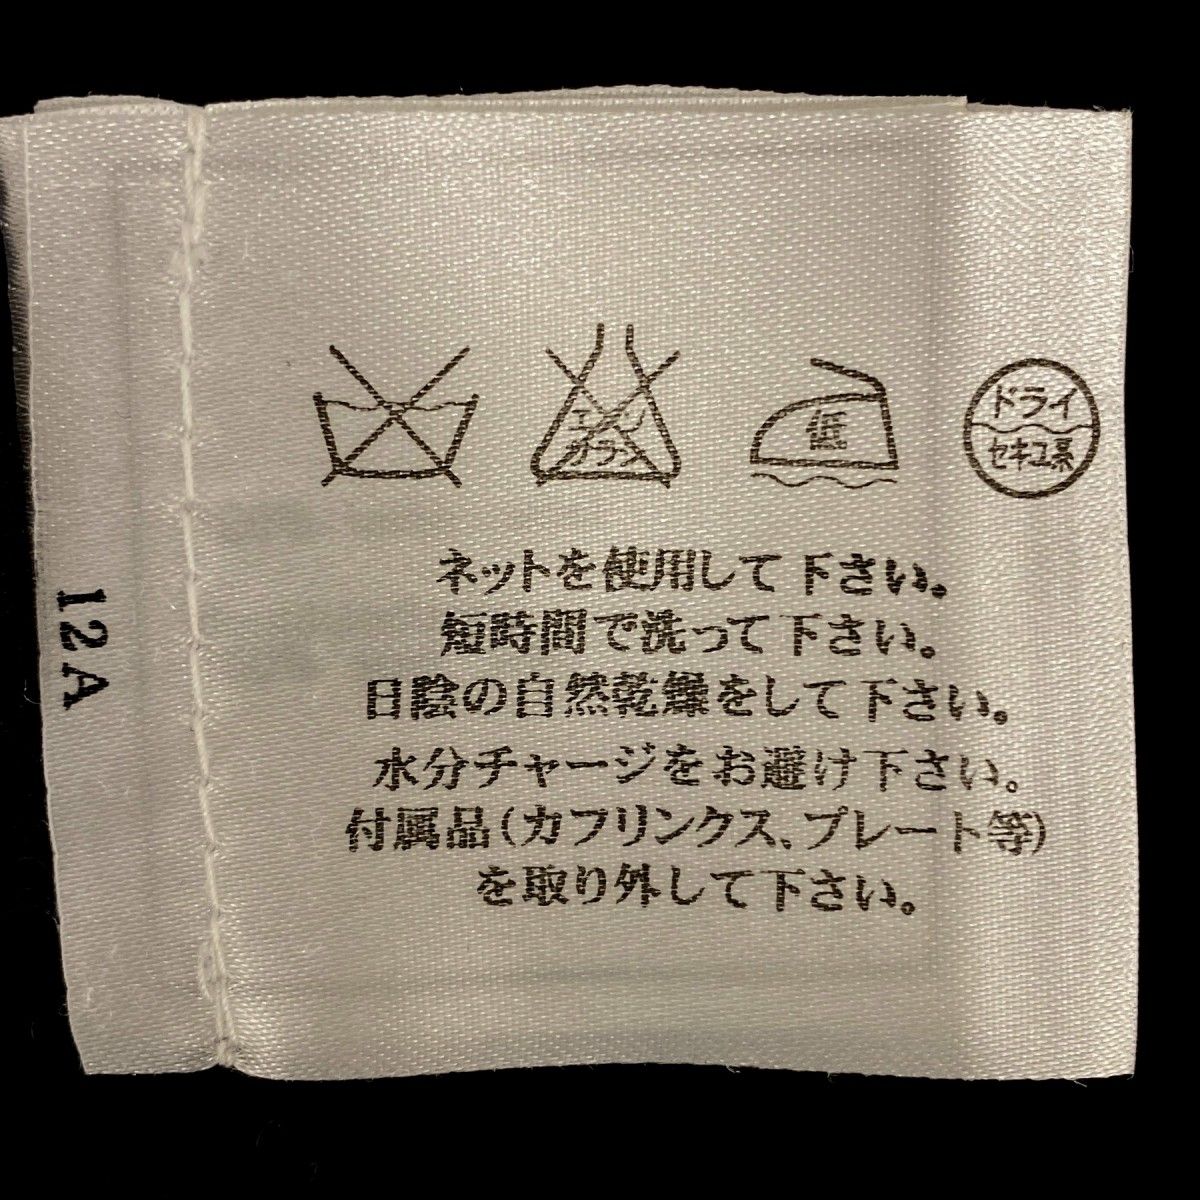 エンソ
サラシ
低
ドライ
セキユ系
ネットを使用して下さい。
短時間で洗って下さい。
日陰の自然乾燥をして下さい。
水分チャージをお避け下さい。
付属品(カフリンクス、プレート等)
を取り外して下さい。
12A